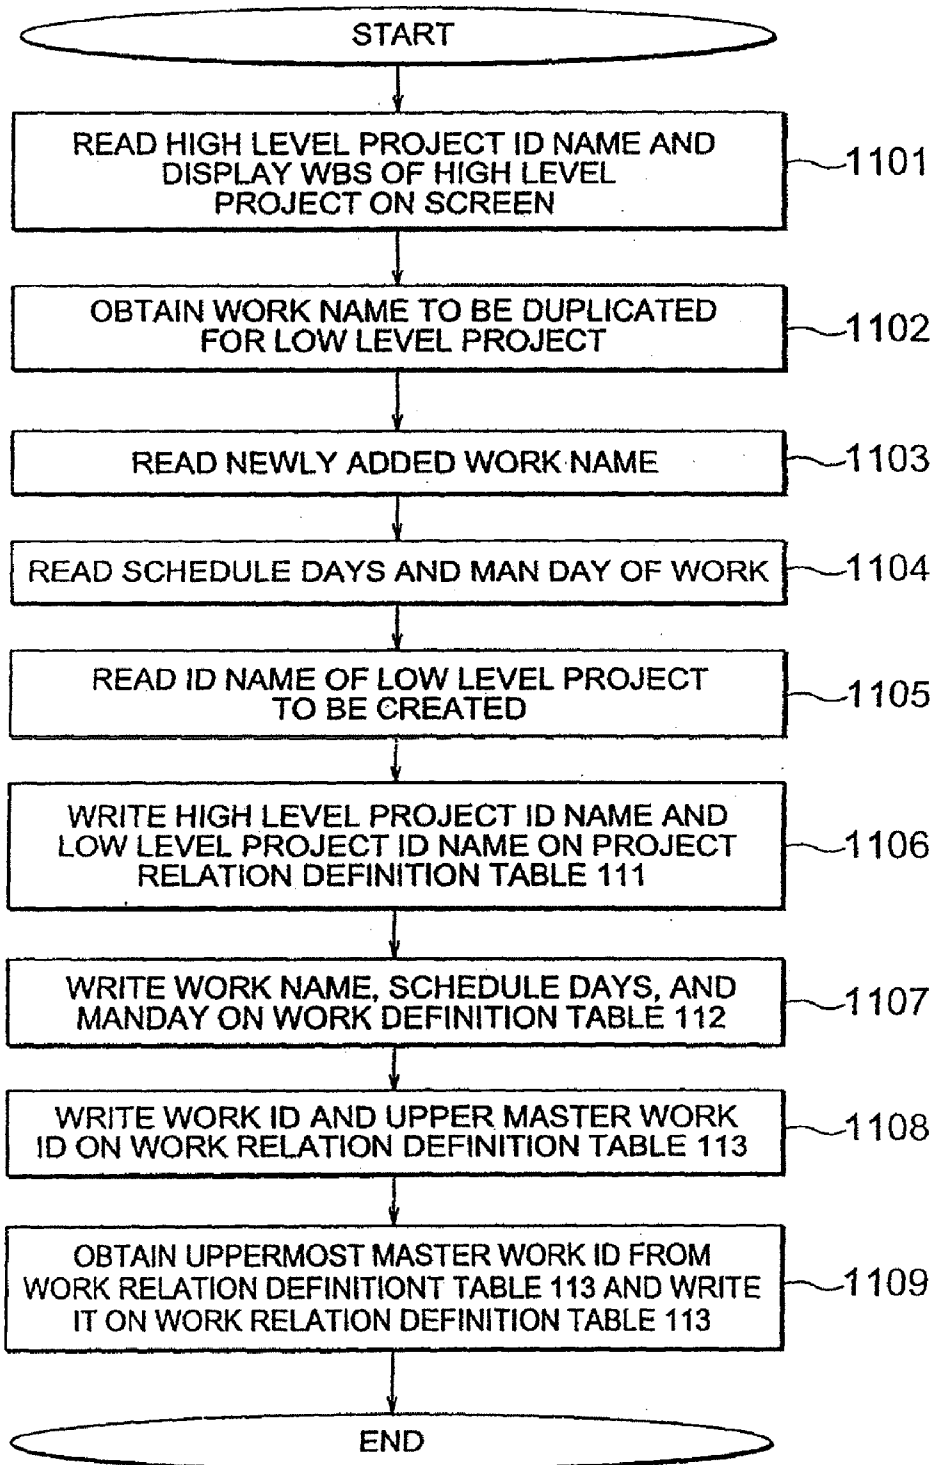 START
READ HIGH LEVEL PROJECT ID NAME AND
DISPLAY WBS OF HIGH LEVEL
PROJECT ON SCREEN
1101
OBTAIN WORK NAME TO BE DUPLICATED
FOR LOW LEVEL PROJECT
1102
READ NEWLY ADDED WORK NAME
1103
READ SCHEDULE DAYS AND MAN DAY OF WORK
1104
READ ID NAME OF LOW LEVEL PROJECT
TO BE CREATED
1105
WRITE HIGH LEVEL PROJECT ID NAME AND
LOW LEVEL PROJECT ID NAME ON PROJECT
RELATION DEFINITION TABLE 111
1106
WRITE WORK NAME, SCHEDULE DAYS, AND
MANDAY ON WORK DEFINITION TABLE 112
1107
WRITE WORK ID AND UPPER MASTER WORK
ID ON WORK RELATION DEFINITION TABLE 113
1108
OBTAIN UPPERMOST MASTER WORK ID FROM
WORK RELATION DEFINITIONT TABLE 113 AND WRITE
IT ON WORK RELATION DEFINITION TABLE 113
1109
END